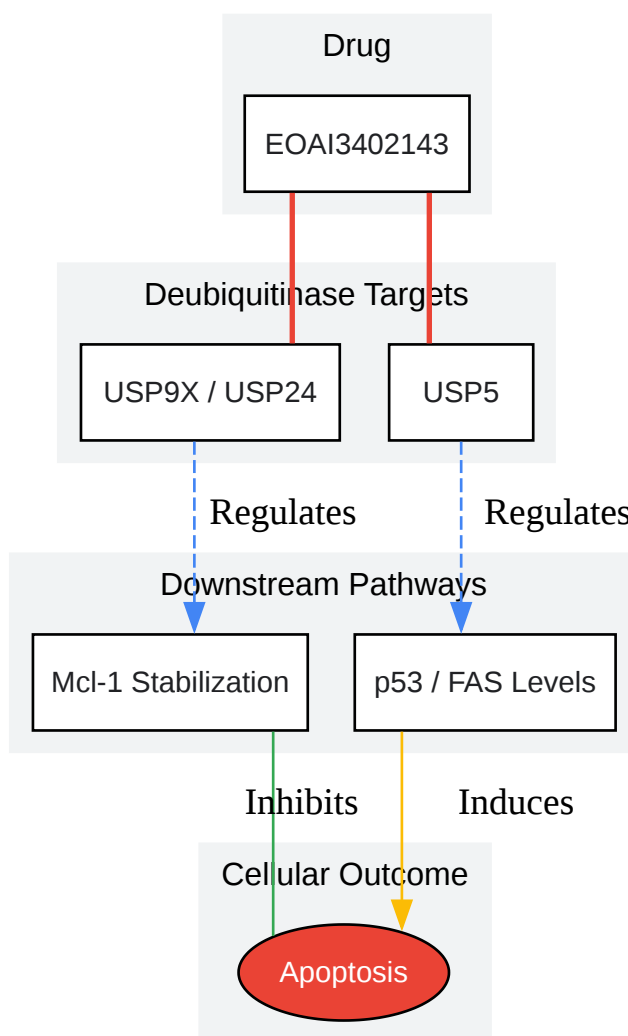 Drug
EOAI3402143
Deubiquitinase Targets
USP9X / USP24
USP5
Regulates
Regulates
Downstream Pathways
Mcl-1 Stabilization
p53 / FAS Levels
Inhibits
Induces
Cellular Outcome
Apoptosis